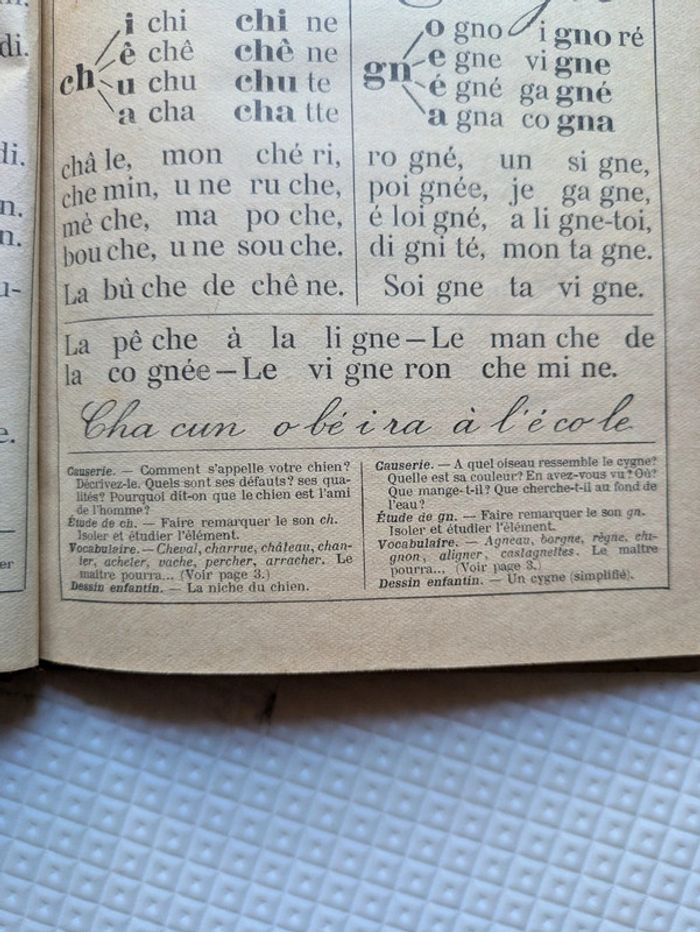 di.
di.
n.
n.
u-
e.
er
i chi chi ne
ê chê chê ne
ch
u chu chu te
a cha cha tte
châ le, mon ché ri,
che min, u ne ru che,
mè che, ma po che,
bou che, u ne sou che.
La bû che de chê ne.
o gno i gno ré
e gne vi gne
gn
é gné ga gné
a gna co gna
ro gné, un si gne,
poi gnée, je ga gne,
é loi gné, a li gne-toi,
di gni té, mon ta gne.
Soi gne ta vi gne.
La pê che à la li gne – Le man che de
la co gnée – Le vi gne ron che mi ne.
Cha cun o bé i ra à l'é co le
Causerie. — Comment s'appelle votre chien?
Décrivez-le. Quels sont ses défauts? ses qua-
lités? Pourquoi dit-on que le chien est l'ami
de l'homme?
Étude de ch. — Faire remarquer le son ch.
Isoler et étudier l'élément.
Vocabulaire. — Cheval, charrue, château, chan-
ter, acheter, vache, percher, arracher. Le
maître pourra... (Voir page 3.)
Dessin enfantin. — La niche du chien.
Causerie. — A quel oiseau ressemble le cygne?
Quelle est sa couleur? En avez-vous vu? Où?
Que mange-t-il? Que cherche-t-il au fond de
l'eau?
Étude de gn. — Faire remarquer le son gn.
Isoler et étudier l'élément.
Vocabulaire. — Agneau, borgne, règne, chi-
gnon, aligner, castagnettes. Le maître
pourra... (Voir page 3.)
Dessin enfantin. — Un cygne (simplifié).